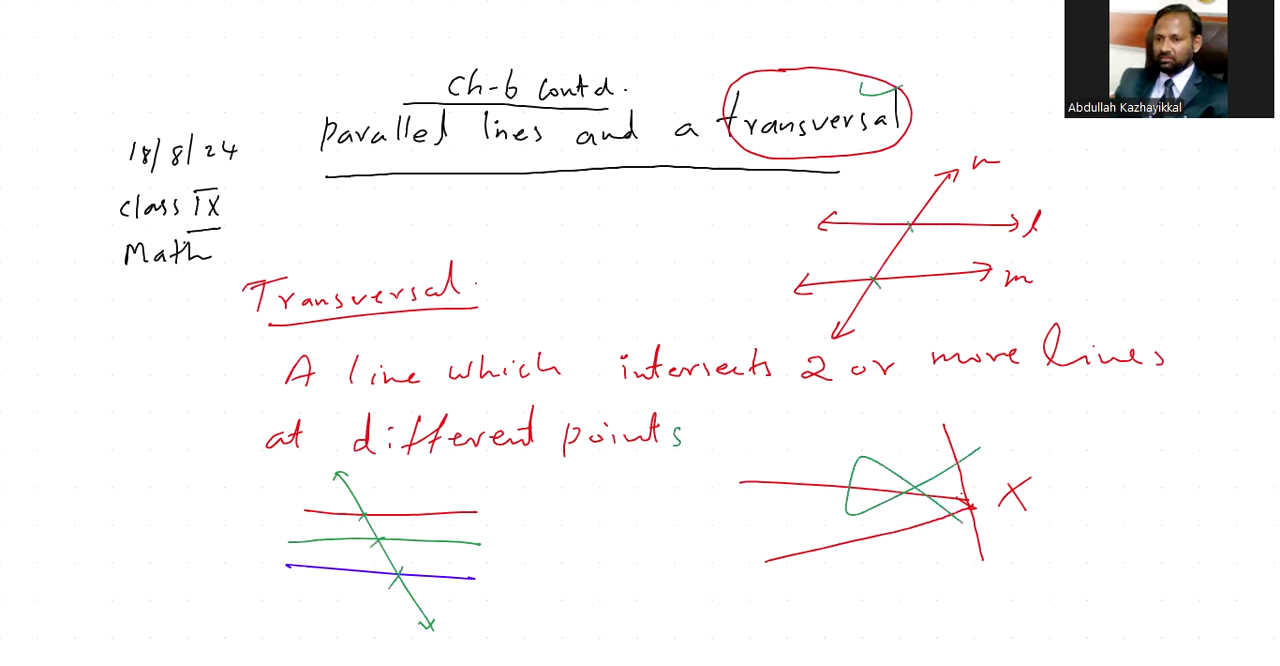 Ch-6 Contd.
parallel lines and a transversal
18/8/24
class IX
Math
n
l
m
Transversal.
A line which intersects 2 or more lines
at different points
X
Abdullah Kazhayikkal